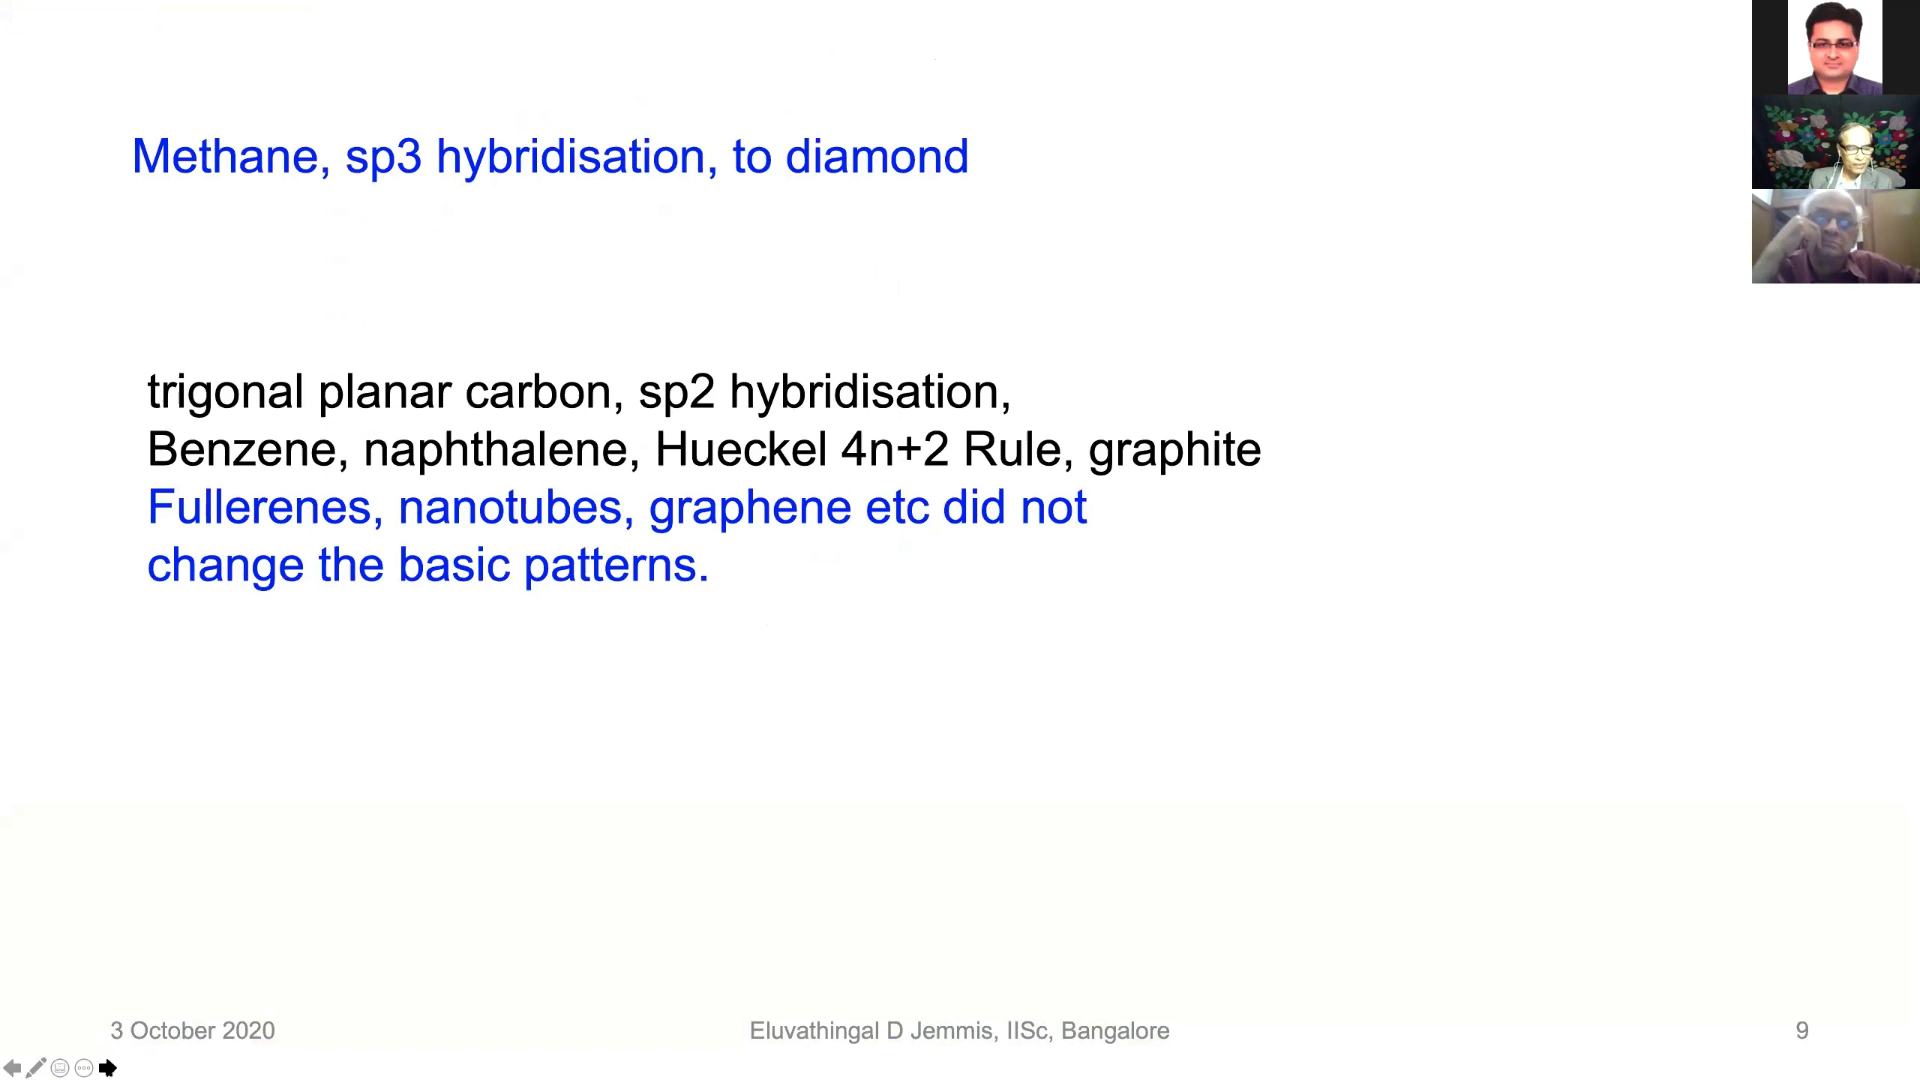 Methane, sp3 hybridisation, to diamond
trigonal planar carbon, sp2 hybridisation,
Benzene, naphthalene, Hueckel 4n+2 Rule, graphite
Fullerenes, nanotubes, graphene etc did not
change the basic patterns.
3 October 2020
Eluvathingal D Jemmis, IISc, Bangalore
9